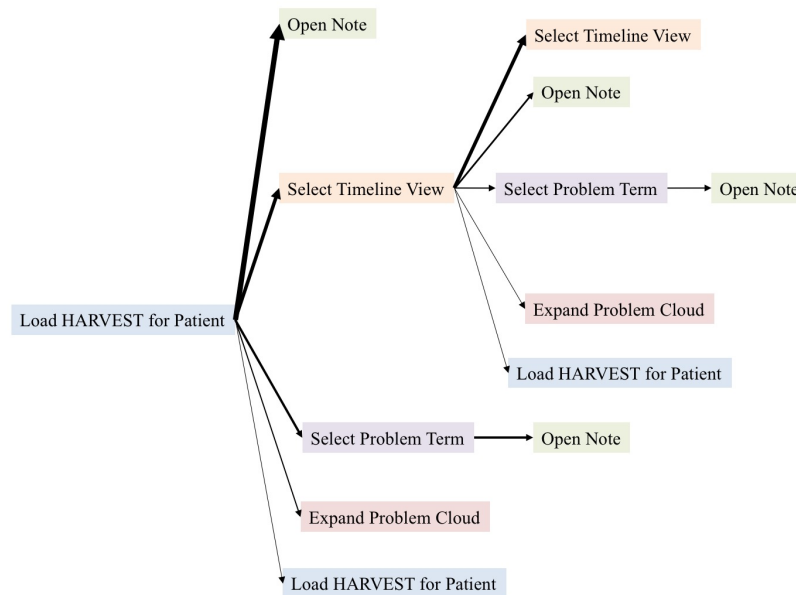 Open Note
Select Timeline View
Open Note
Select Timeline View
Select Problem Term
Open Note
Expand Problem Cloud
Load HARVEST for Patient
Load HARVEST for Patient
Select Problem Term
Open Note
Expand Problem Cloud
Load HARVEST for Patient